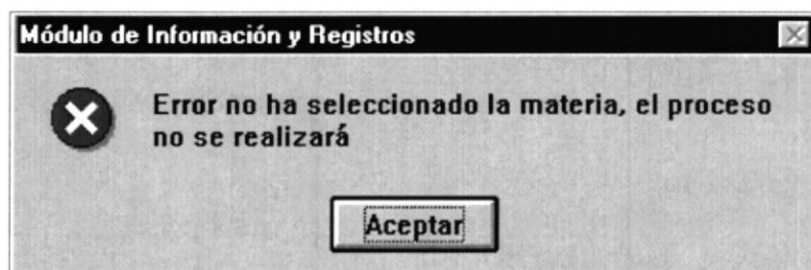 Módulo de Información y Registros
Error no ha seleccionado la materia, el proceso
no se realizará
Aceptar